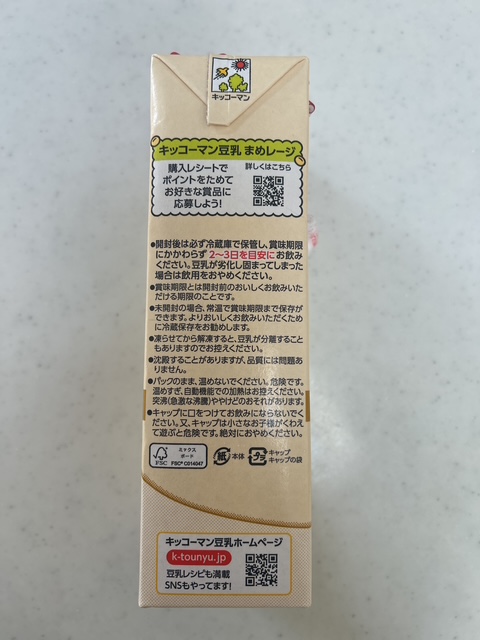 キッコーマン
キッコーマン豆乳 まめレージ
購入レシートで
ポイントをためて
お好きな賞品に
応募しよう!
詳しくはこちら
●開封後は必ず冷蔵庫で保管し、賞味期限
にかかわらず2〜3日を目安にお飲み
ください。豆乳が劣化し固まってしまった
場合は飲用をおやめください。
●賞味期限とは開封前のおいしくお飲みいた
だける期限のことです。
●未開封の場合、常温で賞味期限まで保存が
できます。よりおいしくお飲みいただくため
に冷蔵保存をお勧めします。
●凍らせてから解凍すると、豆乳が分離すること
もありますのでお控えください。
●沈殿することがありますが、品質には問題あ
りません。
●パックのまま、温めないでください。危険です。
温めすぎ、自動機能での加熱はお控えください。
突沸(急激な沸騰)ややけどのおそれがあります。
●キャップに口をつけてお飲みにならないでく
ださい。又、キャップは小さなお子様がくわえ
て遊ぶと危険です。絶対におやめください。
FSC
ミックス
ボード
FSC® C014047
紙 本体
プラ
キャップ
キャップの袋
キッコーマン豆乳ホームページ
k-tounyu.jp
豆乳レシピも満載
SNSもやってます!